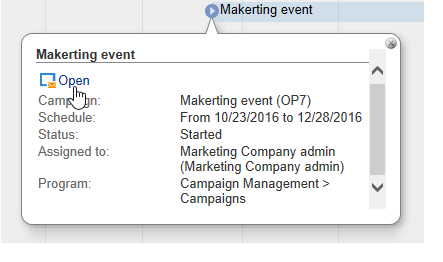 Makerting event
Makerting event
Open
Campaign: Makerting event (OP7)
Schedule: From 10/23/2016 to 12/28/2016
Status: Started
Assigned to: Marketing Company admin
(Marketing Company admin)
Program: Campaign Management >
Campaigns